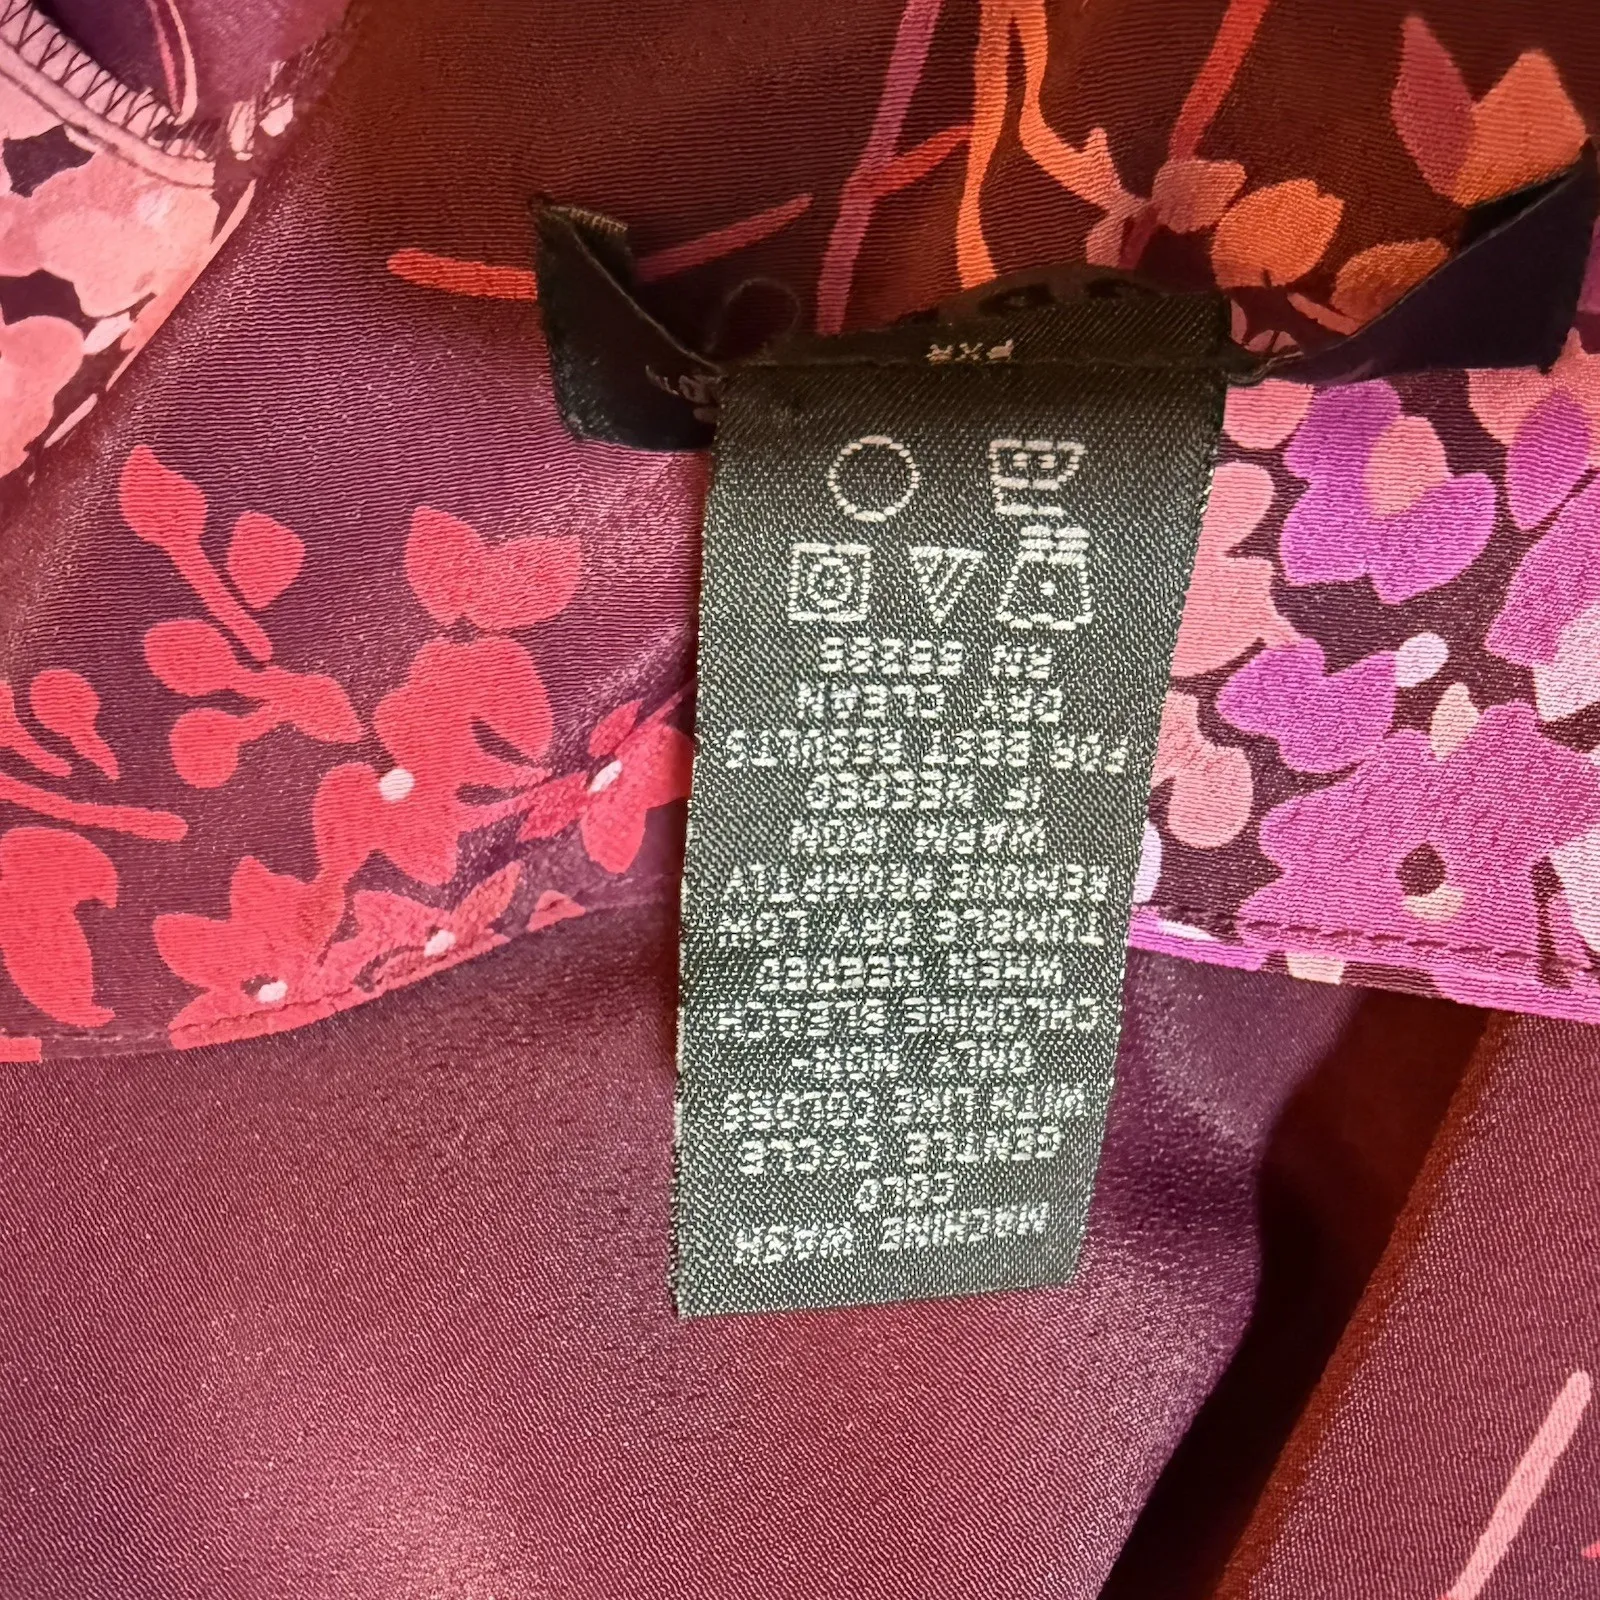 MACHINE WASH
COLD
GENTLE CYCLE
WITH LIKE COLORS
ONLY NON-
CHLORINE BLEACH
WHEN NEEDED
TUMBLE DRY LOW
REMOVE PROMPTLY
WARM IRON
IF NEEDED
FOR BEST RESULTS
DRY CLEAN
RN